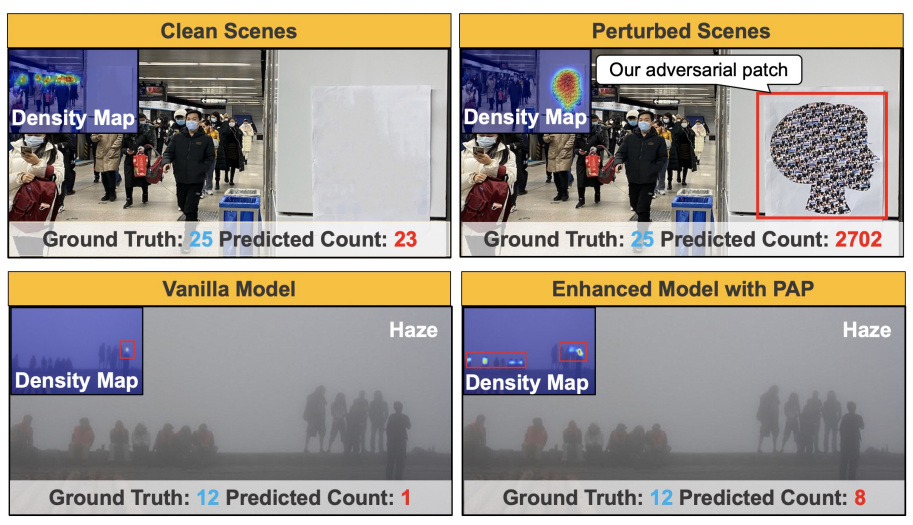 Clean Scenes
Density Map
Ground Truth: 25 Predicted Count: 23
Perturbed Scenes
Our adversarial patch
Density Map
Ground Truth: 25 Predicted Count: 2702
Vanilla Model
Haze
Density Map
Ground Truth: 12 Predicted Count: 1
Enhanced Model with PAP
Haze
Density Map
Ground Truth: 12 Predicted Count: 8